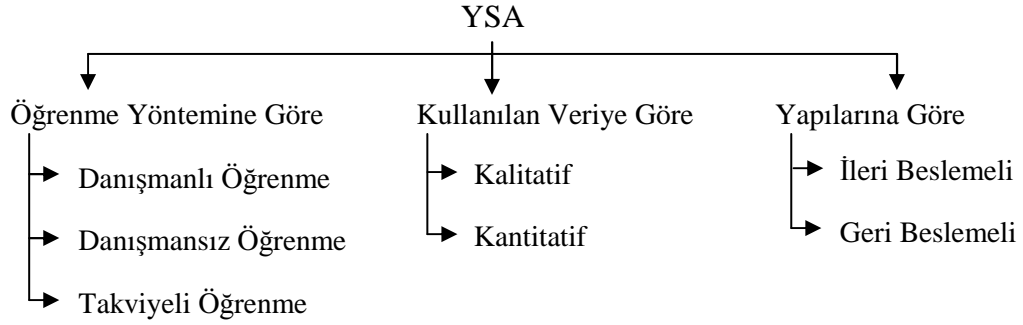 YSA
Öğrenme Yöntemine Göre
Danışmanlı Öğrenme
Danışmansız Öğrenme
Takviyeli Öğrenme
Kullanılan Veriye Göre
Kalitatif
Kantitatif
Yapılarına Göre
İleri Beslemeli
Geri Beslemeli